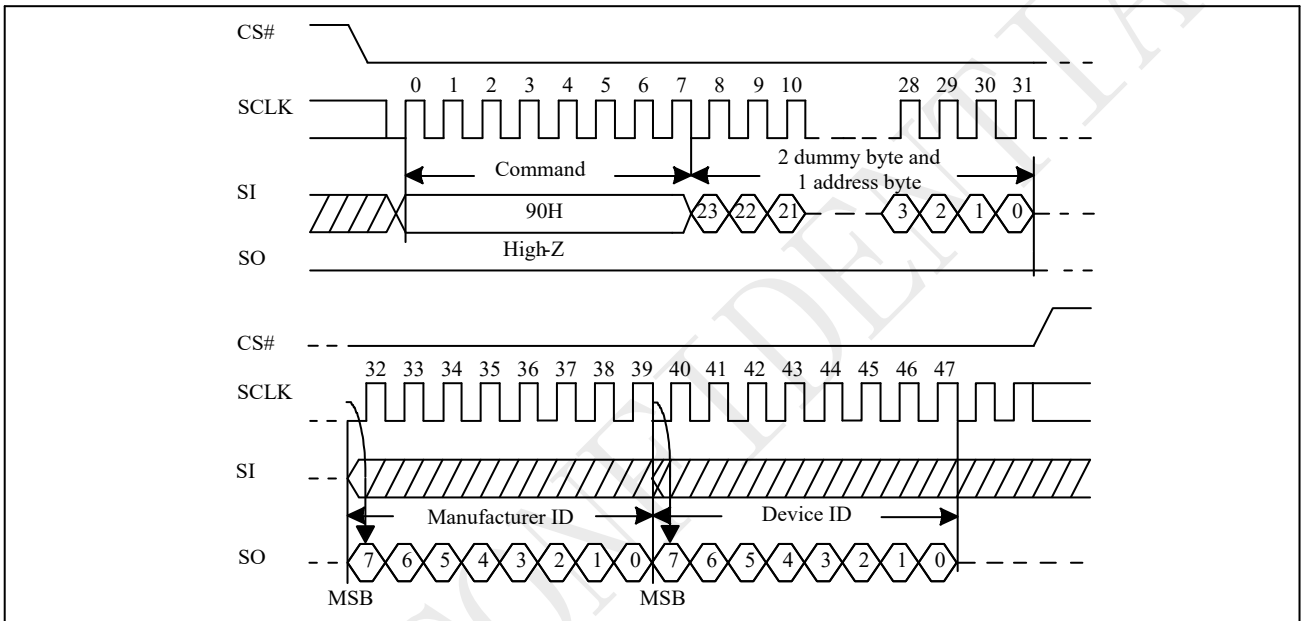 CS#
0 1 2 3 4 5 6 7 8 9 10 28 29 30 31
SCLK
Command
2 dummy byte and
1 address byte
SI
90H
23 22 21 3 2 1 0
High-Z
SO
CS#
32 33 34 35 36 37 38 39 40 41 42 43 44 45 46 47
SCLK
SI
Manufacturer ID
Device ID
SO
7 6 5 4 3 2 1 0 7 6 5 4 3 2 1 0
MSB
MSB
CONFIDENTIA